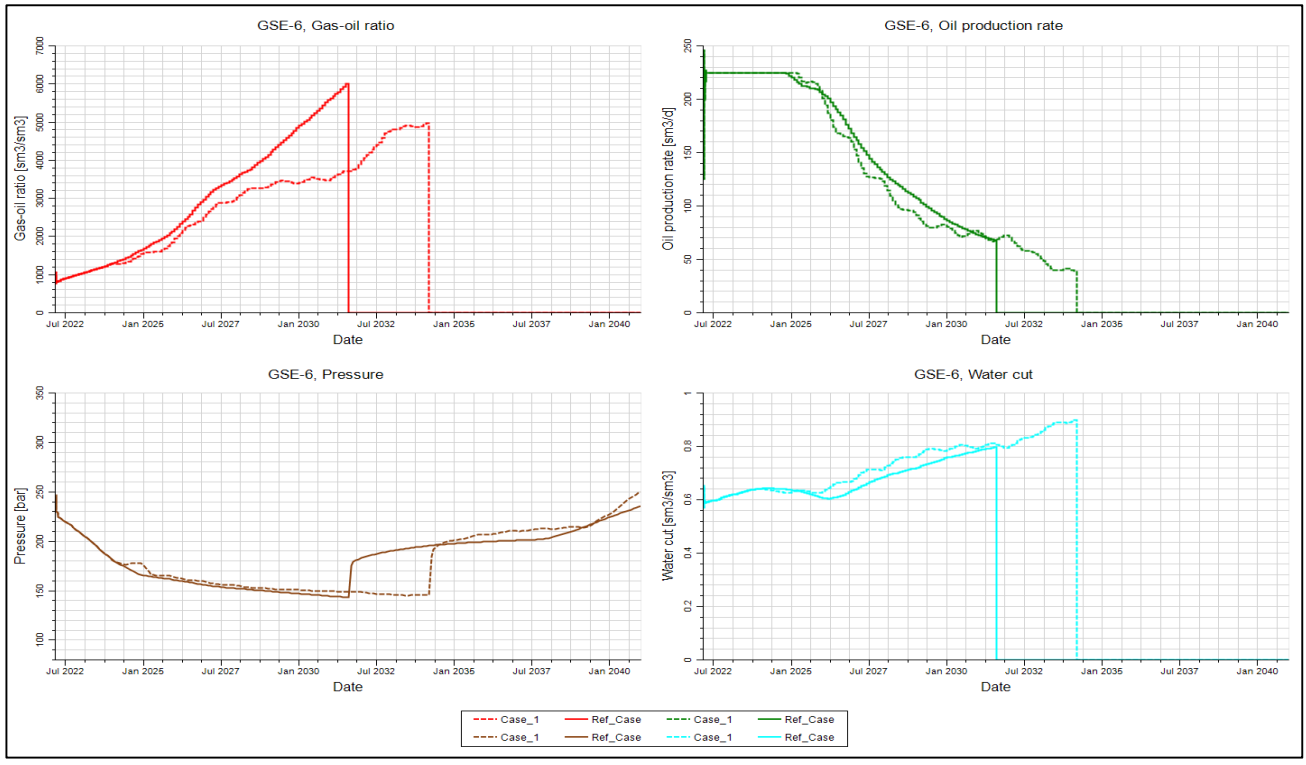 GSE-6, Gas-oil ratio
Gas-oil ratio [sm3/sm3]
7000
6000
5000
4000
3000
2000
1000
0
Jul 2022 Jan 2025 Jul 2027 Jan 2030 Jul 2032 Jan 2035 Jul 2037 Jan 2040
Date
GSE-6, Oil production rate
Oil production rate [sm3/d]
250
200
150
100
50
0
Jul 2022 Jan 2025 Jul 2027 Jan 2030 Jul 2032 Jan 2035 Jul 2037 Jan 2040
Date
GSE-6, Pressure
Pressure [bar]
350
300
250
200
150
100
Jul 2022 Jan 2025 Jul 2027 Jan 2030 Jul 2032 Jan 2035 Jul 2037 Jan 2040
Date
GSE-6, Water cut
Water cut [sm3/sm3]
1
0.8
0.6
0.4
0.2
0
Jul 2022 Jan 2025 Jul 2027 Jan 2030 Jul 2032 Jan 2035 Jul 2037 Jan 2040
Date
Case_1 Ref_Case Case_1 Ref_Case
Case_1 Ref_Case Case_1 Ref_Case